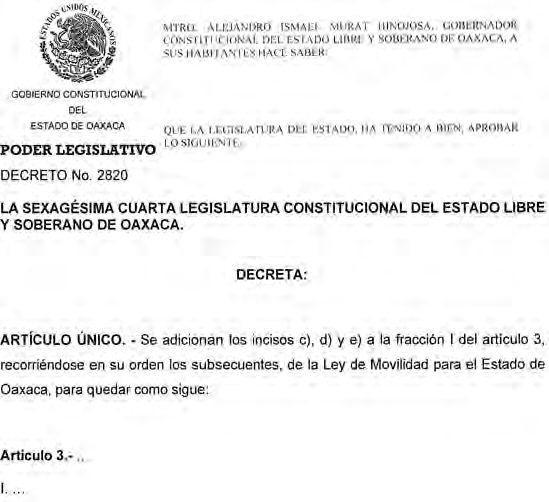 ESTADOS UNIDOS MEXICANOS
MTRO. ALEJANDRO ISMAEL MURAT HINOJOSA, GOBERNADOR
CONSTITUCIONAL DEL ESTADO LIBRE Y SOBERANO DE OAXACA, A
SUS HABITANTES HACE SABER:
GOBIERNO CONSTITUCIONAL
DEL
ESTADO DE OAXACA
QUE LA LEGISLATURA DEL ESTADO, HA TENIDO A BIEN, APROBAR
LO SIGUIENTE:
PODER LEGISLATIVO
DECRETO No. 2820
LA SEXAGÉSIMA CUARTA LEGISLATURA CONSTITUCIONAL DEL ESTADO LIBRE
Y SOBERANO DE OAXACA.
DECRETA:
ARTÍCULO ÚNICO. - Se adicionan los incisos c), d) y e) a la fracción I del artículo 3,
recorriéndose en su orden los subsecuentes, de la Ley de Movilidad para el Estado de
Oaxaca, para quedar como sigue:
Articulo 3.- ..
I. ...